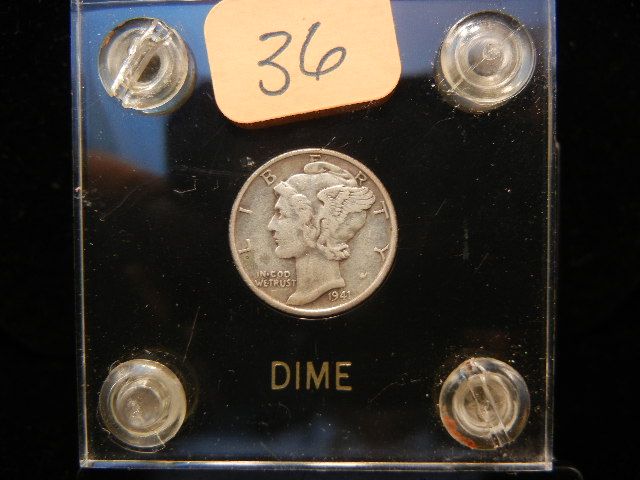 36
LIBERTY
IN·GOD
WE TRUST
1941
DIME